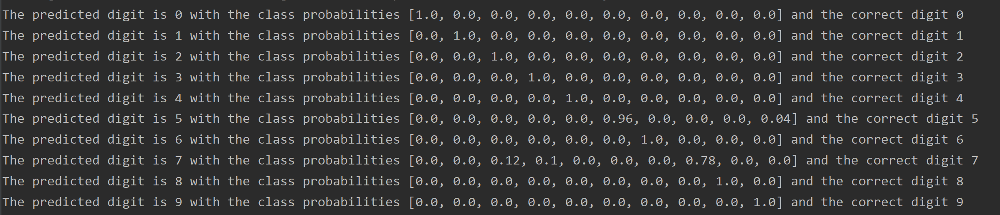 The predicted digit is 0 with the class probabilities [1.0, 0.0, 0.0, 0.0, 0.0, 0.0, 0.0, 0.0, 0.0, 0.0] and the correct digit 0
The predicted digit is 1 with the class probabilities [0.0, 1.0, 0.0, 0.0, 0.0, 0.0, 0.0, 0.0, 0.0, 0.0] and the correct digit 1
The predicted digit is 2 with the class probabilities [0.0, 0.0, 1.0, 0.0, 0.0, 0.0, 0.0, 0.0, 0.0, 0.0] and the correct digit 2
The predicted digit is 3 with the class probabilities [0.0, 0.0, 0.0, 1.0, 0.0, 0.0, 0.0, 0.0, 0.0, 0.0] and the correct digit 3
The predicted digit is 4 with the class probabilities [0.0, 0.0, 0.0, 0.0, 1.0, 0.0, 0.0, 0.0, 0.0, 0.0] and the correct digit 4
The predicted digit is 5 with the class probabilities [0.0, 0.0, 0.0, 0.0, 0.0, 0.96, 0.0, 0.0, 0.0, 0.04] and the correct digit 5
The predicted digit is 6 with the class probabilities [0.0, 0.0, 0.0, 0.0, 0.0, 0.0, 1.0, 0.0, 0.0, 0.0] and the correct digit 6
The predicted digit is 7 with the class probabilities [0.0, 0.0, 0.12, 0.1, 0.0, 0.0, 0.0, 0.78, 0.0, 0.0] and the correct digit 7
The predicted digit is 8 with the class probabilities [0.0, 0.0, 0.0, 0.0, 0.0, 0.0, 0.0, 0.0, 1.0, 0.0] and the correct digit 8
The predicted digit is 9 with the class probabilities [0.0, 0.0, 0.0, 0.0, 0.0, 0.0, 0.0, 0.0, 0.0, 1.0] and the correct digit 9